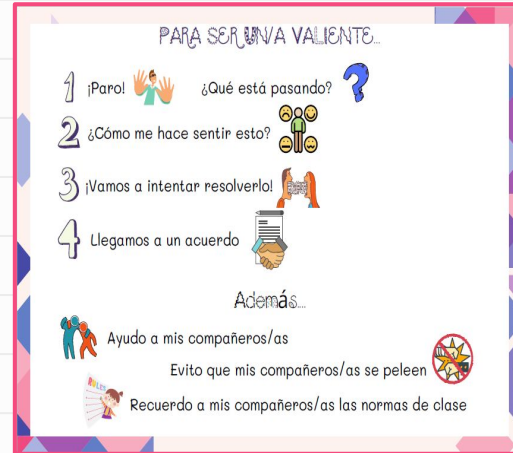 PARA SER UN/A VALIENTE...
1 ¡Paro! ¿Qué está pasando?
2 ¿Cómo me hace sentir esto?
3 ¡Vamos a intentar resolverlo!
4 Llegamos a un acuerdo
Además...
Ayudo a mis compañeros/as
Evito que mis compañeros/as se peleen
RULES
Recuerdo a mis compañeros/as las normas de clase